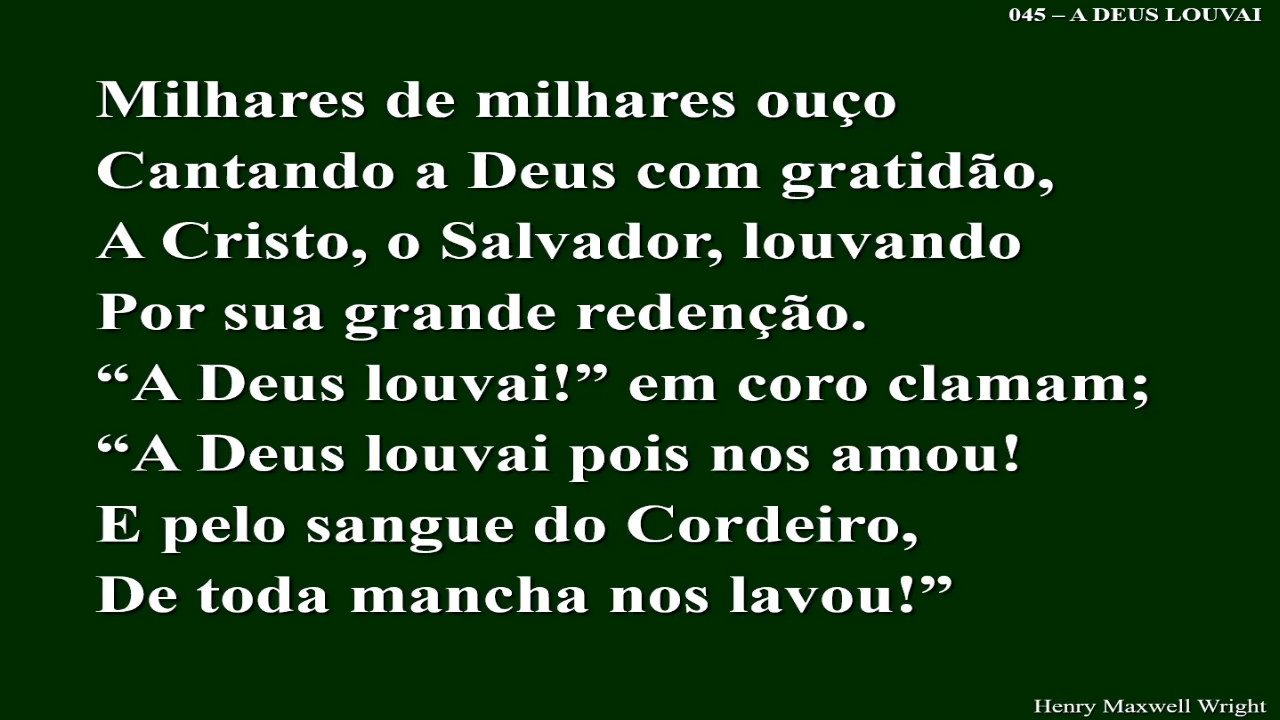 045 – A DEUS LOUVAI
Milhares de milhares ouço
Cantando a Deus com gratidão,
A Cristo, o Salvador, louvando
Por sua grande redenção.
“A Deus louvai!” em coro clamam;
“A Deus louvai pois nos amou!
E pelo sangue do Cordeiro,
De toda mancha nos lavou!”
Henry Maxwell Wright